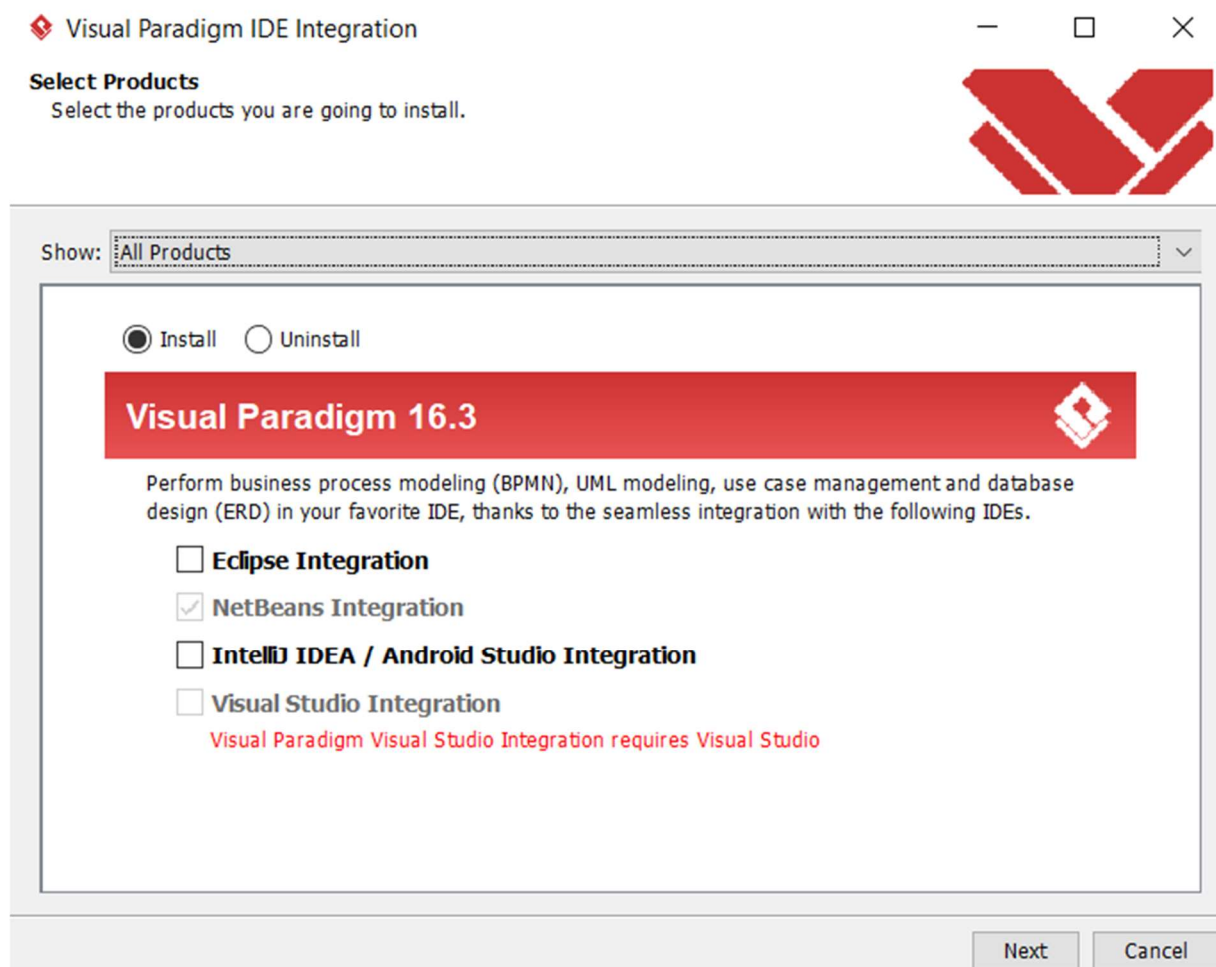 Visual Paradigm IDE Integration
Select Products
Select the products you are going to install.
Show: All Products
Install Uninstall
Visual Paradigm 16.3
Perform business process modeling (BPMN), UML modeling, use case management and database
design (ERD) in your favorite IDE, thanks to the seamless integration with the following IDEs.
Eclipse Integration
NetBeans Integration
IntelliJ IDEA / Android Studio Integration
Visual Studio Integration
Visual Paradigm Visual Studio Integration requires Visual Studio
Next Cancel